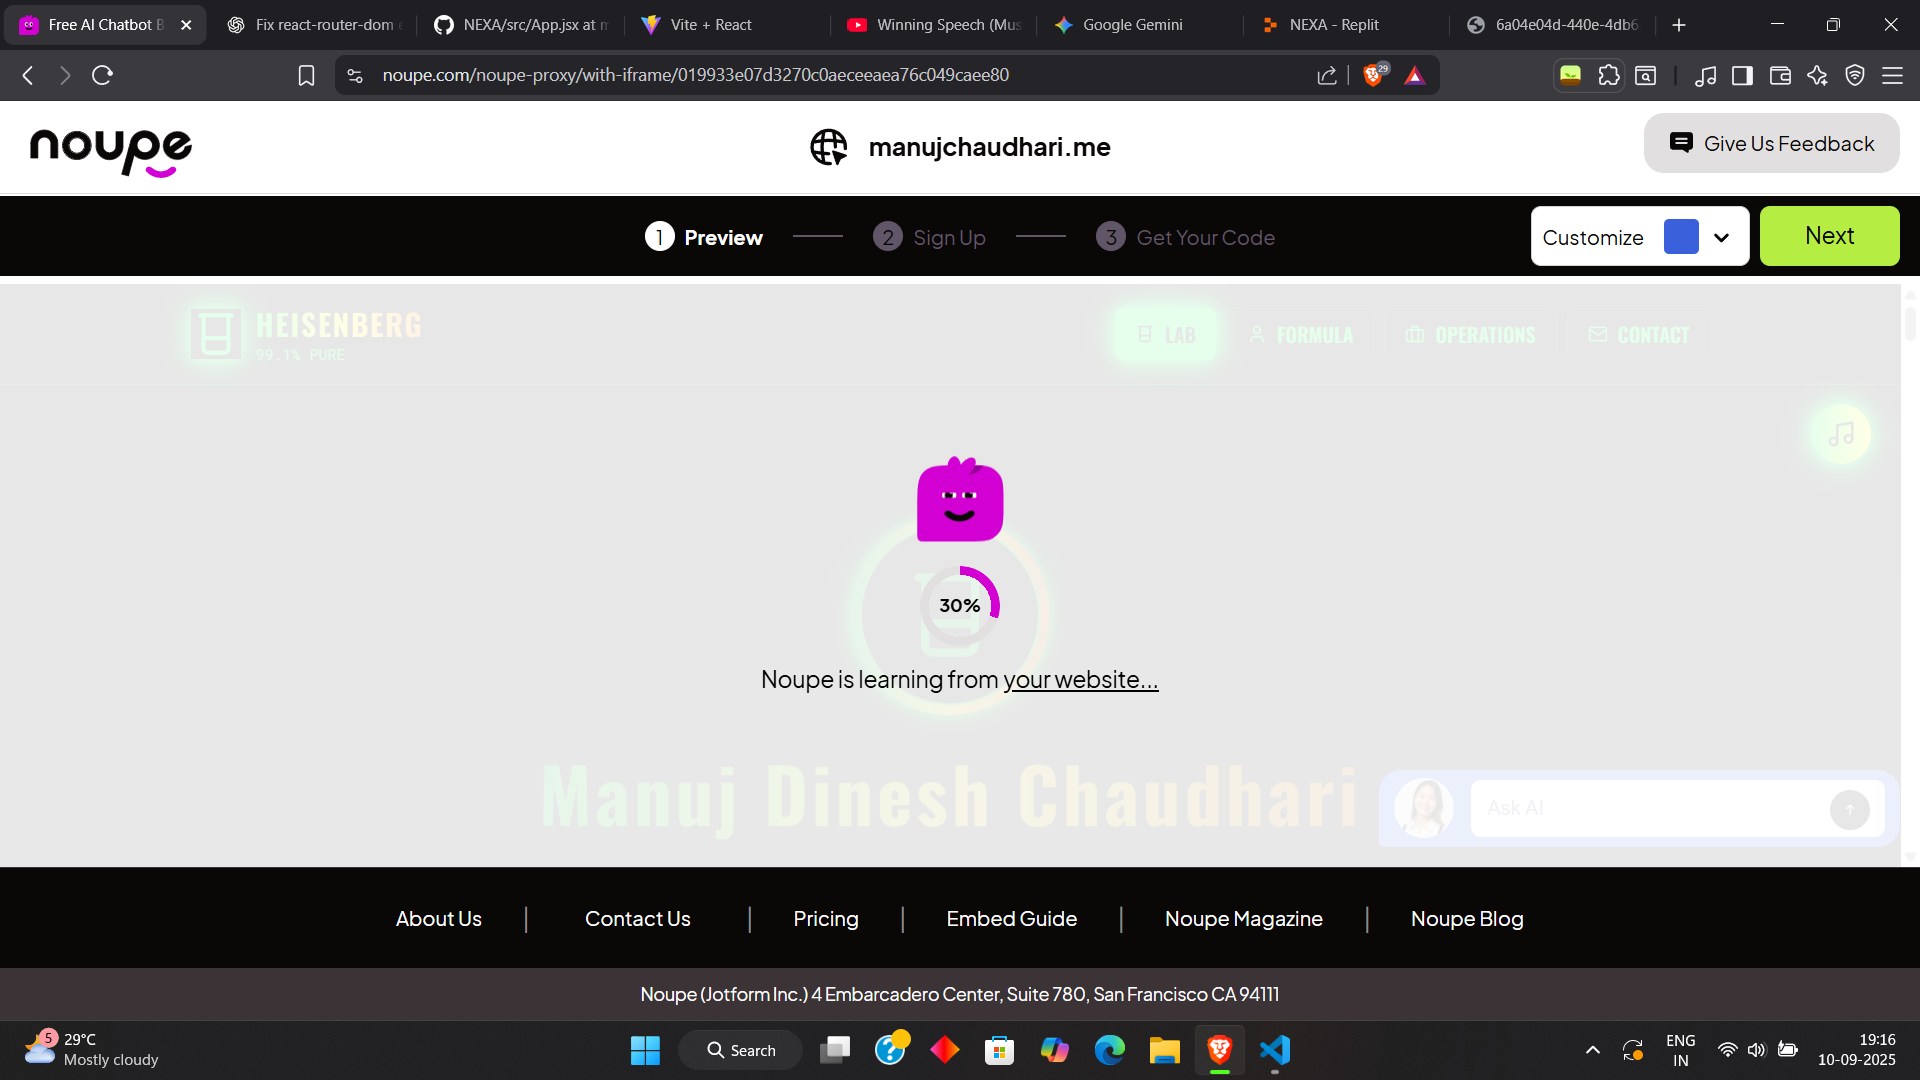 Free AI Chatbot B
Fix react-router-dom e
NEXA/src/App.jsx at m
Vite + React
Winning Speech (Mus
Google Gemini
NEXA - Replit
6a04e04d-440e-4db6-
noupe.com/noupe-proxy/with-iframe/019933e07d3270c0aeceeaea76c049caee80
29
noupe
manujchaudhari.me
Give Us Feedback
1 Preview
2 Sign Up
3 Get Your Code
Customize
Next
HEISENBERG
99.1% PURE
LAB
FORMULA
OPERATIONS
CONTACT
30%
Noupe is learning from your website...
Manuj Dinesh Chaudhari
Ask AI
About Us
Contact Us
Pricing
Embed Guide
Noupe Magazine
Noupe Blog
Noupe (Jotform Inc.) 4 Embarcadero Center, Suite 780, San Francisco CA 94111
5
29°C
Mostly cloudy
Search
ENG
IN
19:16
10-09-2025